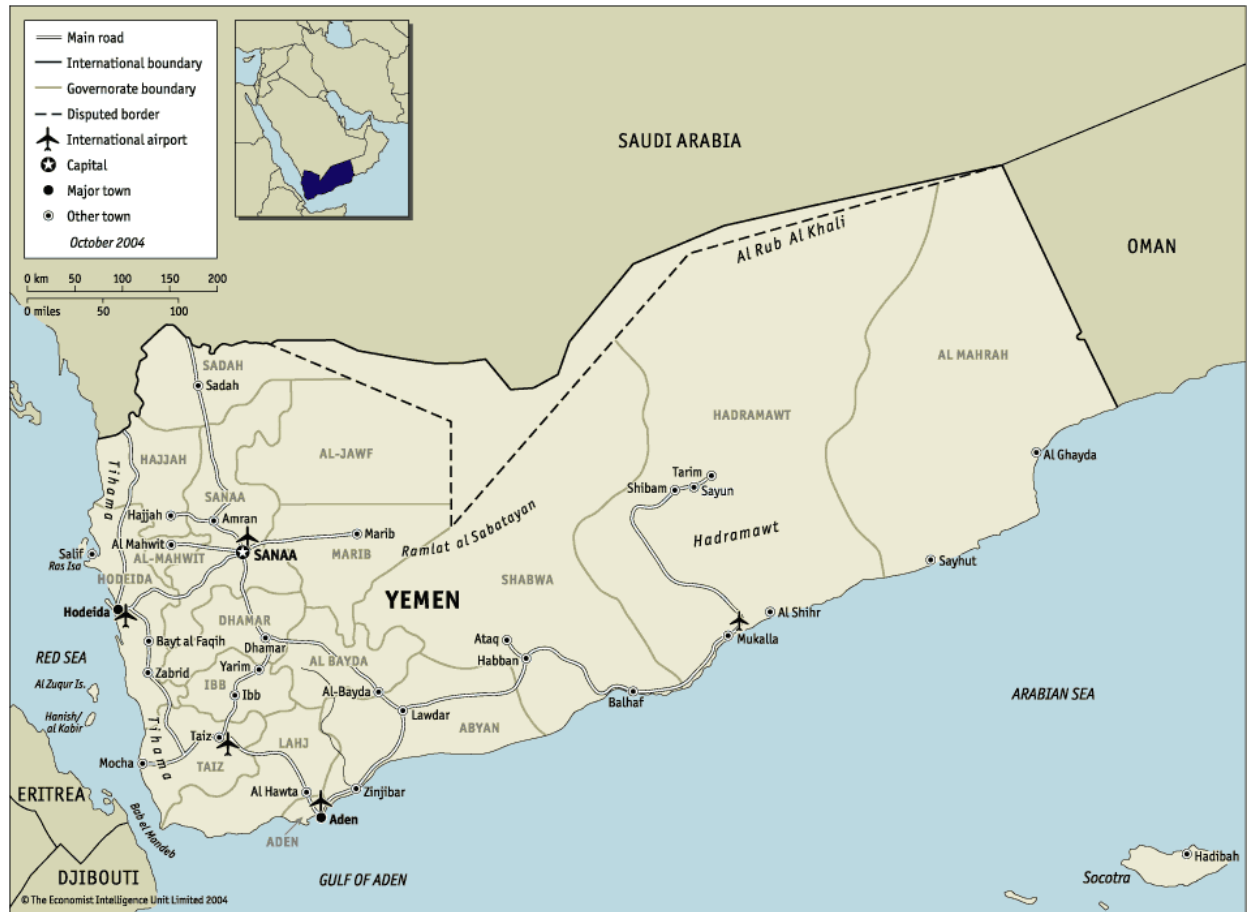 Main road
International boundary
Governorate boundary
Disputed border
International airport
Capital
Major town
Other town
October 2004
0 km 50 100 150 200
0 miles 50 100
SAUDI ARABIA
OMAN
Al Rub Al Khali
SADAH
Sadah
AL MAHRAH
HADRAMAWT
HAJJAH
AL-JAWF
Tihama
Al Ghayda
Tarim
Shibam
Sayun
SANAA
Hajjah
Amran
Marib
Ramlat al Sabatayan
Hadramawt
Al Mahwit
SANAA
MARIB
AL-MAHWIT
Salif
Ras Isa
Sayhut
HODEIDA
SHABWA
YEMEN
Hodeida
Al Shihr
DHAMAR
Mukalla
Bayt al Faqih
Dhamar
Ataq
RED SEA
Habban
AL BAYDA
Yarim
Zabrid
Al Zuqur Is.
IBB
Ibb
Al-Bayda
Balhaf
ARABIAN SEA
Hanish/
al Kabir
Lawdar
Tihama
ABYAN
Taiz
LAHJ
Mocha
TAIZ
ERITREA
Al Hawta
Zinjibar
Bab el Mandeb
Aden
ADEN
Hadibah
DJIBOUTI
GULF OF ADEN
Socotra
© The Economist Intelligence Unit Limited 2004